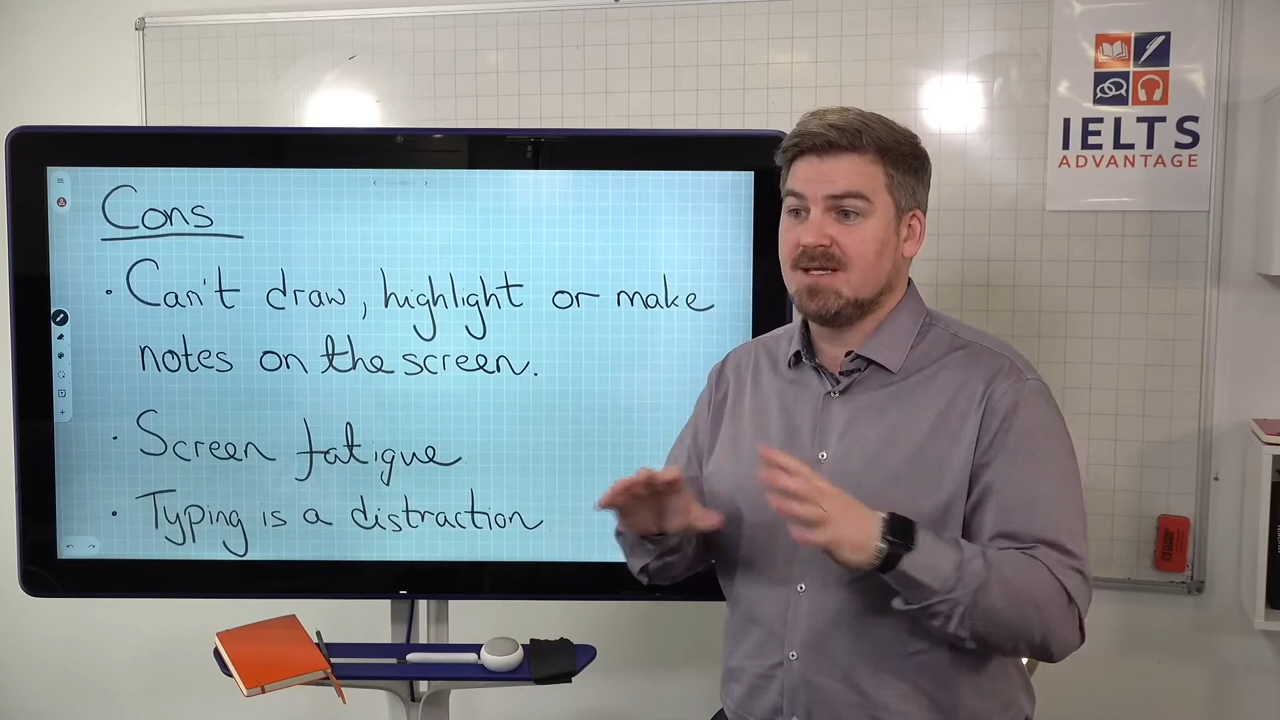 Cons
• Can't draw, highlight or make
notes on the screen.
• Screen fatigue
• Typing is a distraction
IELTS
ADVANTAGE